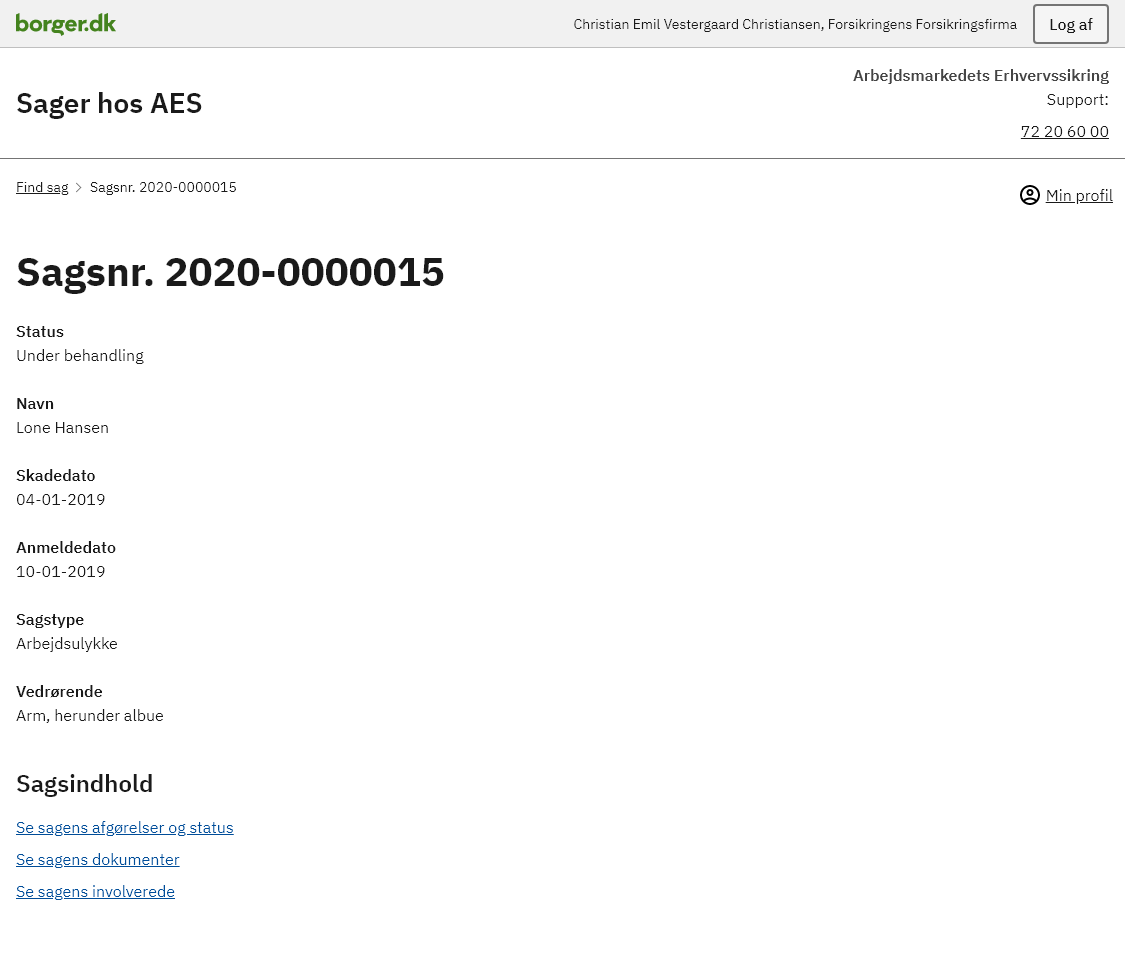 borger.dk
Christian Emil Vestergaard Christiansen, Forsikringens Forsikringsfirma
Log af
Sager hos AES
Arbejdsmarkedets Erhvervssikring
Support:
72 20 60 00
Find sag
Sagsnr. 2020-0000015
Min profil
Sagsnr. 2020-0000015
Status
Under behandling
Navn
Lone Hansen
Skadedato
04-01-2019
Anmeldedato
10-01-2019
Sagstype
Arbejdsulykke
Vedrørende
Arm, herunder albue
Sagsindhold
Se sagens afgørelser og status
Se sagens dokumenter
Se sagens involverede